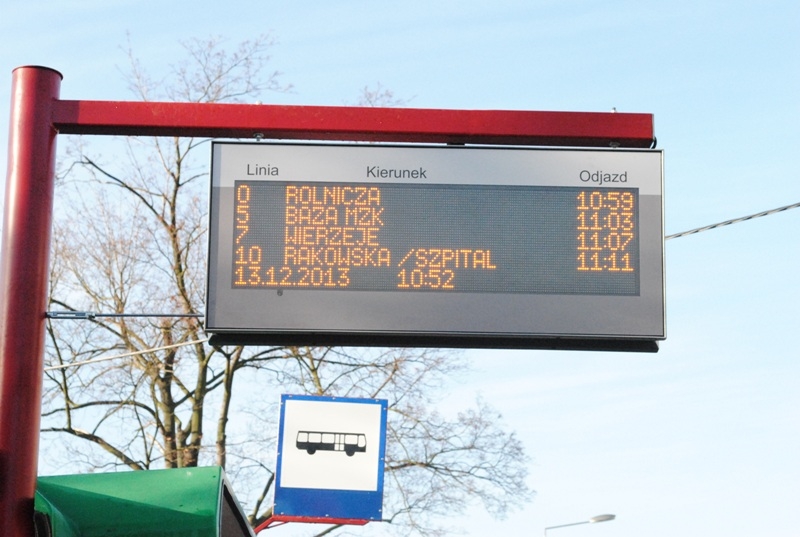 Linia Kierunek Odjazd
0 ROLNICZA 10:59
5 BAZA MZK 11:03
7 WIERZEJE 11:07
10 RAKOWSKA /SZPITAL 11:11
13.12.2013 10:52